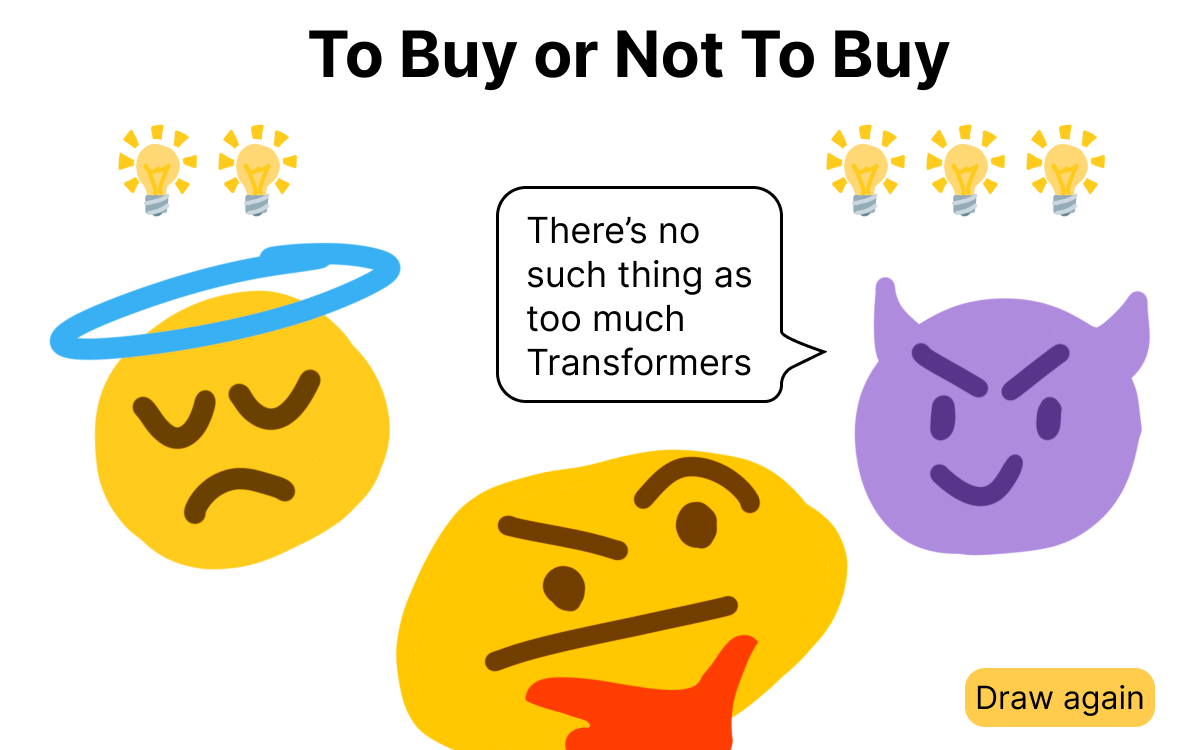 To Buy or Not To Buy
There’s no
such thing as
too much
Transformers
Draw again